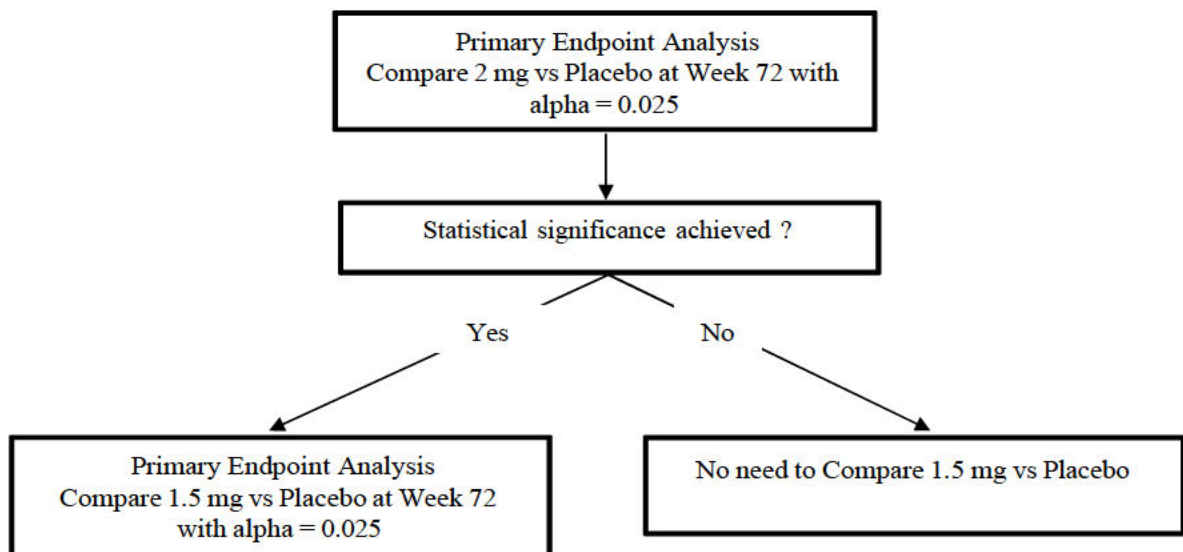 Primary Endpoint Analysis
Compare 2 mg vs Placebo at Week 72 with
alpha = 0.025
Statistical significance achieved ?
Yes
No
Primary Endpoint Analysis
Compare 1.5 mg vs Placebo at Week 72
with alpha = 0.025
No need to Compare 1.5 mg vs Placebo